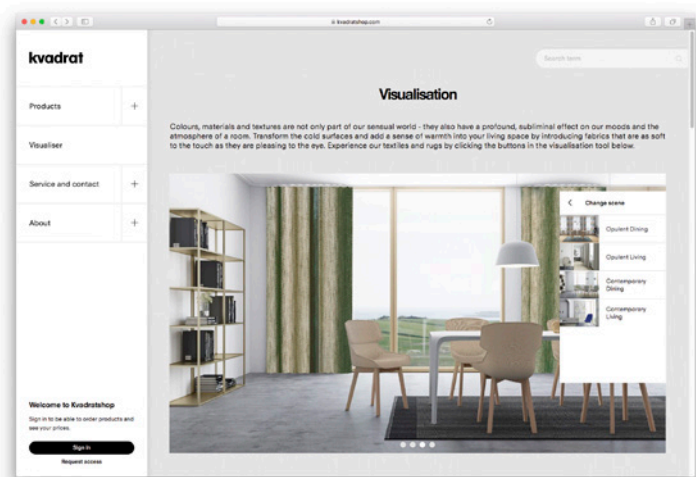 kvadratshop.com
kvadrat
Search term
Products
Visualiser
Service and contact
About
Visualisation
Colours, materials and textures are not only part of our sensual world - they also have a profound, subliminal effect on our moods and the
atmosphere of a room. Transform the cold surfaces and add a sense of warmth into your living space by introducing fabrics that are as soft
to the touch as they are pleasing to the eye. Experience our textiles and rugs by clicking the buttons in the visualisation tool below.
Change scene
Opulent Dining
Opulent Living
Contemporary
Dining
Contemporary
Living
Welcome to Kvadratshop
Sign in to be able to order products and
see your prices.
Sign in
Request access